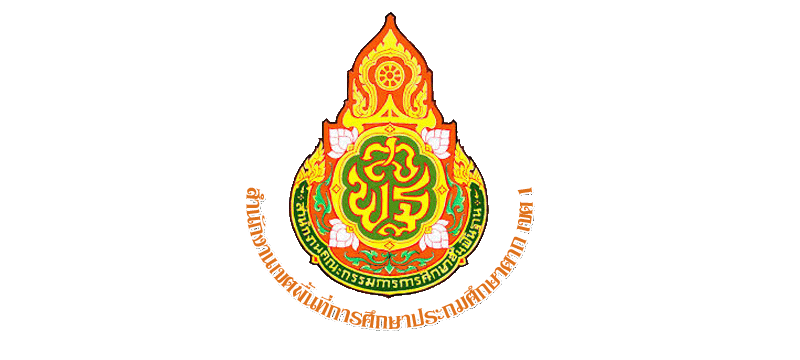 สพฐ
สำนักงานคณะกรรมการการศึกษาขั้นพื้นฐาน
สำนักงานเขตพื้นที่การศึกษาประถมศึกษาตาก เขต 1